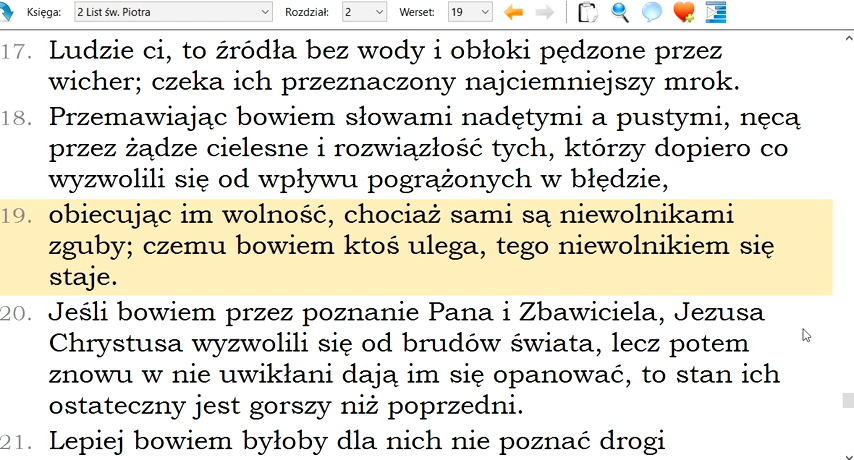 Księga: 2 List św. Piotra Rozdział: 2 Werset: 19
17. Ludzie ci, to źródła bez wody i obłoki pędzone przez
wicher; czeka ich przeznaczony najciemniejszy mrok.
18. Przemawiając bowiem słowami nadętymi a pustymi, nęcą
przez żądze cielesne i rozwiązłość tych, którzy dopiero co
wyzwolili się od wpływu pogrążonych w błędzie,
19. obiecując im wolność, chociaż sami są niewolnikami
zguby; czemu bowiem ktoś ulega, tego niewolnikiem się
staje.
20. Jeśli bowiem przez poznanie Pana i Zbawiciela, Jezusa
Chrystusa wyzwolili się od brudów świata, lecz potem
znowu w nie uwikłani dają im się opanować, to stan ich
ostateczny jest gorszy niż poprzedni.
21. Lepiej bowiem byłoby dla nich nie poznać drogi